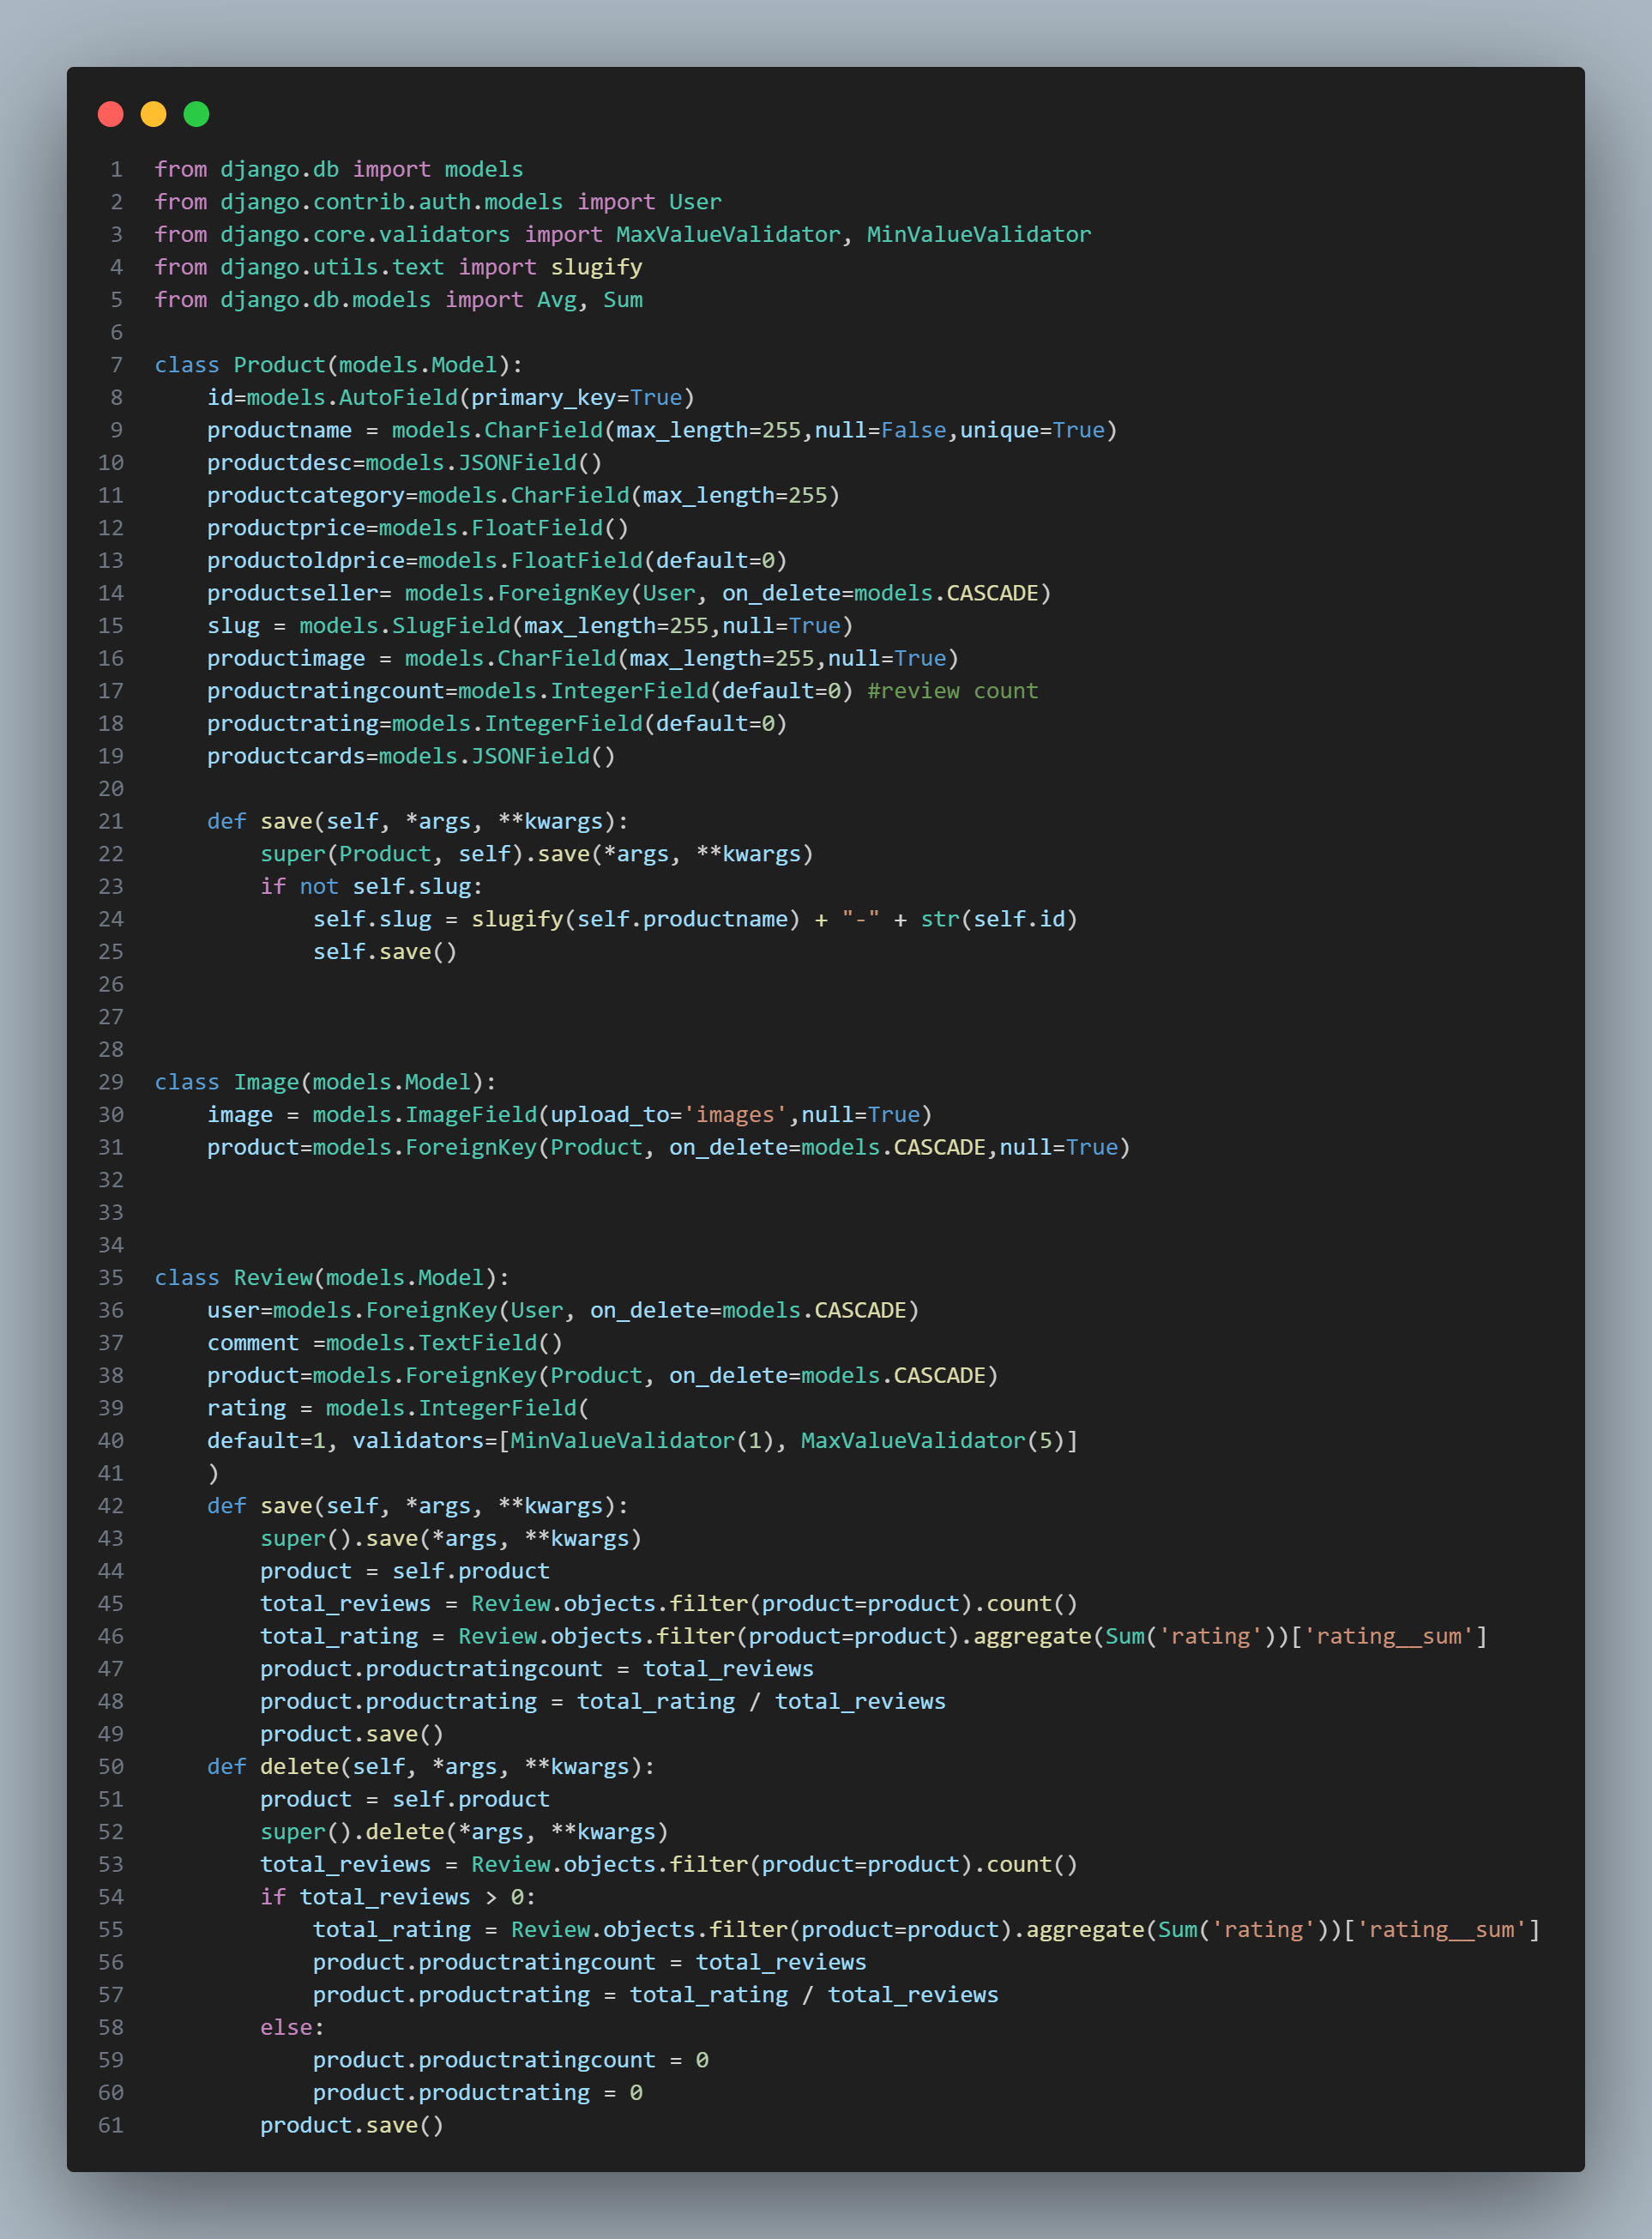 1 from django.db import models
2 from django.contrib.auth.models import User
3 from django.core.validators import MaxValueValidator, MinValueValidator
4 from django.utils.text import slugify
5 from django.db.models import Avg, Sum
6
7 class Product(models.Model):
8     id=models.AutoField(primary_key=True)
9     productname = models.CharField(max_length=255,null=False,unique=True)
10     productdesc=models.JSONField()
11     productcategory=models.CharField(max_length=255)
12     productprice=models.FloatField()
13     productoldprice=models.FloatField(default=0)
14     productseller= models.ForeignKey(User, on_delete=models.CASCADE)
15     slug = models.SlugField(max_length=255,null=True)
16     productimage = models.CharField(max_length=255,null=True)
17     productratingcount=models.IntegerField(default=0) #review count
18     productrating=models.IntegerField(default=0)
19     productcards=models.JSONField()
20
21     def save(self, *args, **kwargs):
22         super(Product, self).save(*args, **kwargs)
23         if not self.slug:
24             self.slug = slugify(self.productname) + "-" + str(self.id)
25             self.save()
26
27
28
29 class Image(models.Model):
30     image = models.ImageField(upload_to='images',null=True)
31     product=models.ForeignKey(Product, on_delete=models.CASCADE,null=True)
32
33
34
35 class Review(models.Model):
36     user=models.ForeignKey(User, on_delete=models.CASCADE)
37     comment =models.TextField()
38     product=models.ForeignKey(Product, on_delete=models.CASCADE)
39     rating = models.IntegerField(
40     default=1, validators=[MinValueValidator(1), MaxValueValidator(5)]
41     )
42     def save(self, *args, **kwargs):
43         super().save(*args, **kwargs)
44         product = self.product
45         total_reviews = Review.objects.filter(product=product).count()
46         total_rating = Review.objects.filter(product=product).aggregate(Sum('rating'))['rating__sum']
47         product.productratingcount = total_reviews
48         product.productrating = total_rating / total_reviews
49         product.save()
50     def delete(self, *args, **kwargs):
51         product = self.product
52         super().delete(*args, **kwargs)
53         total_reviews = Review.objects.filter(product=product).count()
54         if total_reviews > 0:
55             total_rating = Review.objects.filter(product=product).aggregate(Sum('rating'))['rating__sum']
56             product.productratingcount = total_reviews
57             product.productrating = total_rating / total_reviews
58         else:
59             product.productratingcount = 0
60             product.productrating = 0
61         product.save()